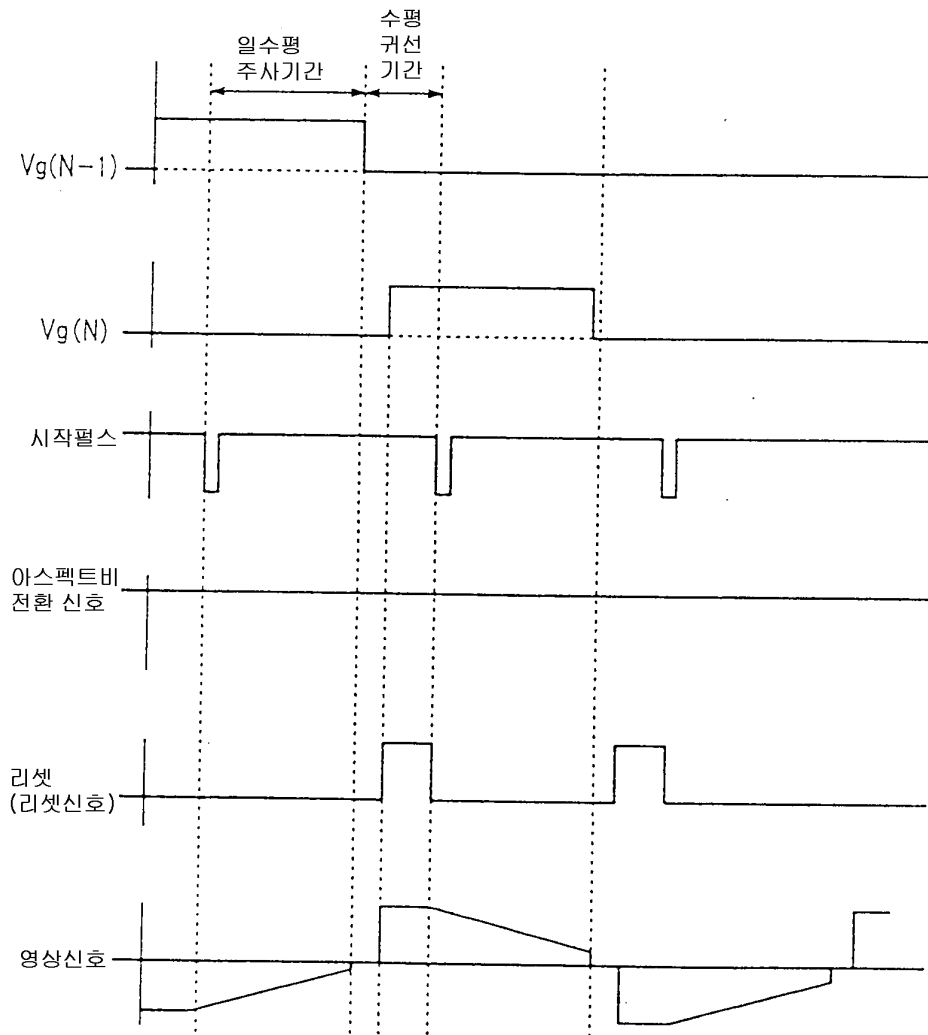 일수평
주사기간
수평
귀선
기간
Vg(N-1)
Vg(N)
시작펄스
아스펙트비
전환 신호
리셋
(리셋신호)
영상신호